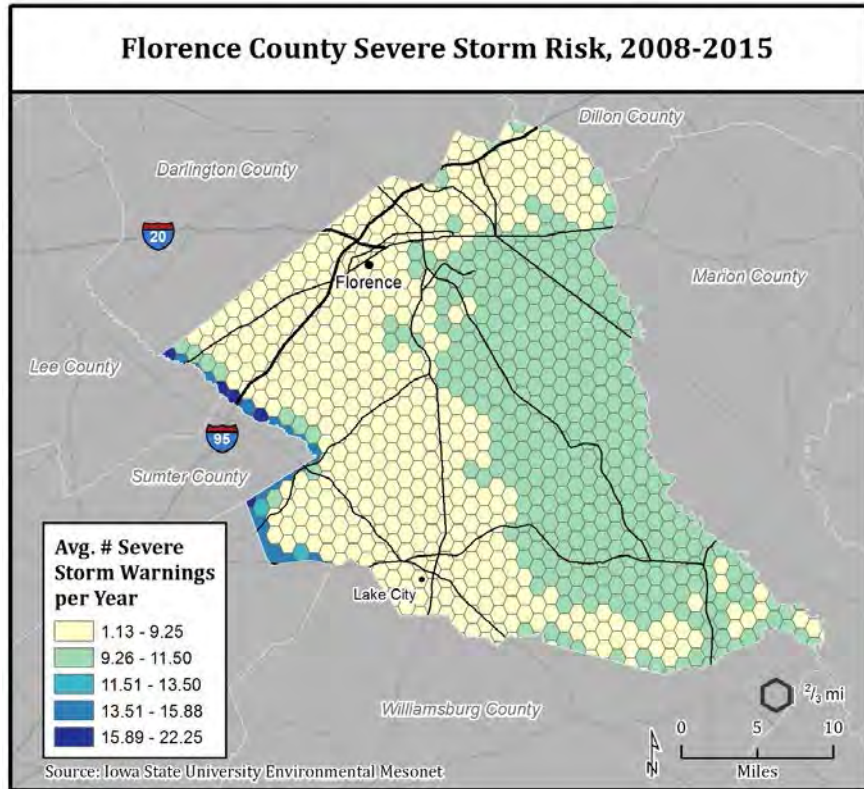 Florence County Severe Storm Risk, 2008-2015
Dillon County
Darlington County
20
Marion County
Florence
Lee County
95
Sumter County
Avg. # Severe
Storm Warnings
per Year
1.13 - 9.25
9.26 - 11.50
11.51 - 13.50
13.51 - 15.88
15.89 - 22.25
Lake City
Williamsburg County
2/3 mi
0 5 10
Miles
N
Source: Iowa State University Environmental Mesonet